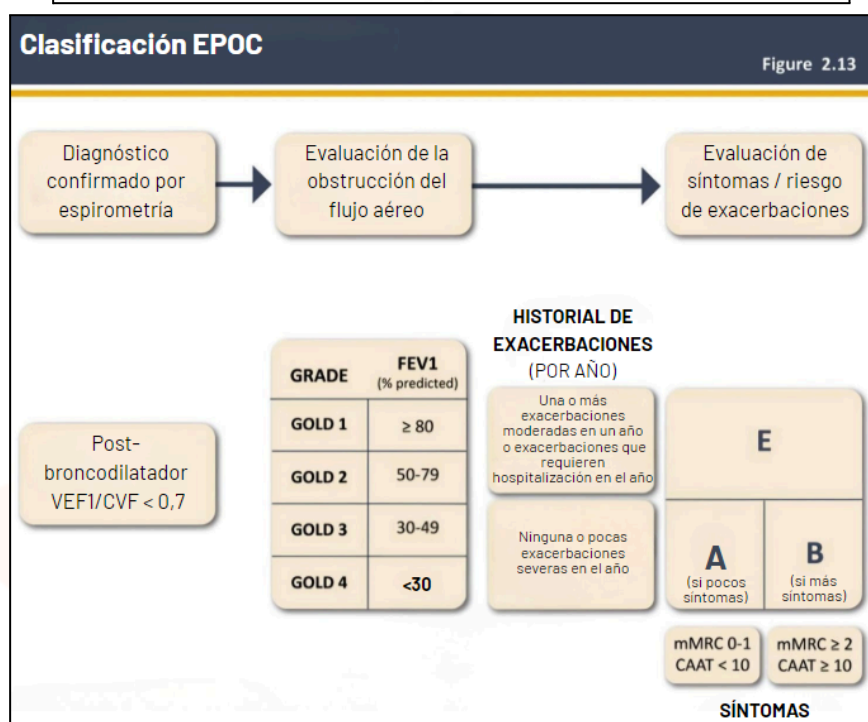 Clasificación EPOC
Figure 2.13
Diagnóstico
confirmado por
espirometría
Evaluación de la
obstrucción del
flujo aéreo
Evaluación de
síntomas / riesgo
de exacerbaciones
Post-
broncodilatador
VEF1/CVF < 0,7
GRADE
FEV1
(% predicted)
GOLD 1
≥ 80
GOLD 2
50-79
GOLD 3
30-49
GOLD 4
<30
HISTORIAL DE
EXACERBACIONES
(POR AÑO)
Una o más
exacerbaciones
moderadas en un año
o exacerbaciones que
requieren
hospitalización en el año
Ninguna o pocas
exacerbaciones
severas en el año
E
A
(si pocos
síntomas)
B
(si más
síntomas)
mMRC 0-1
CAAT < 10
mMRC ≥ 2
CAAT ≥ 10
SÍNTOMAS